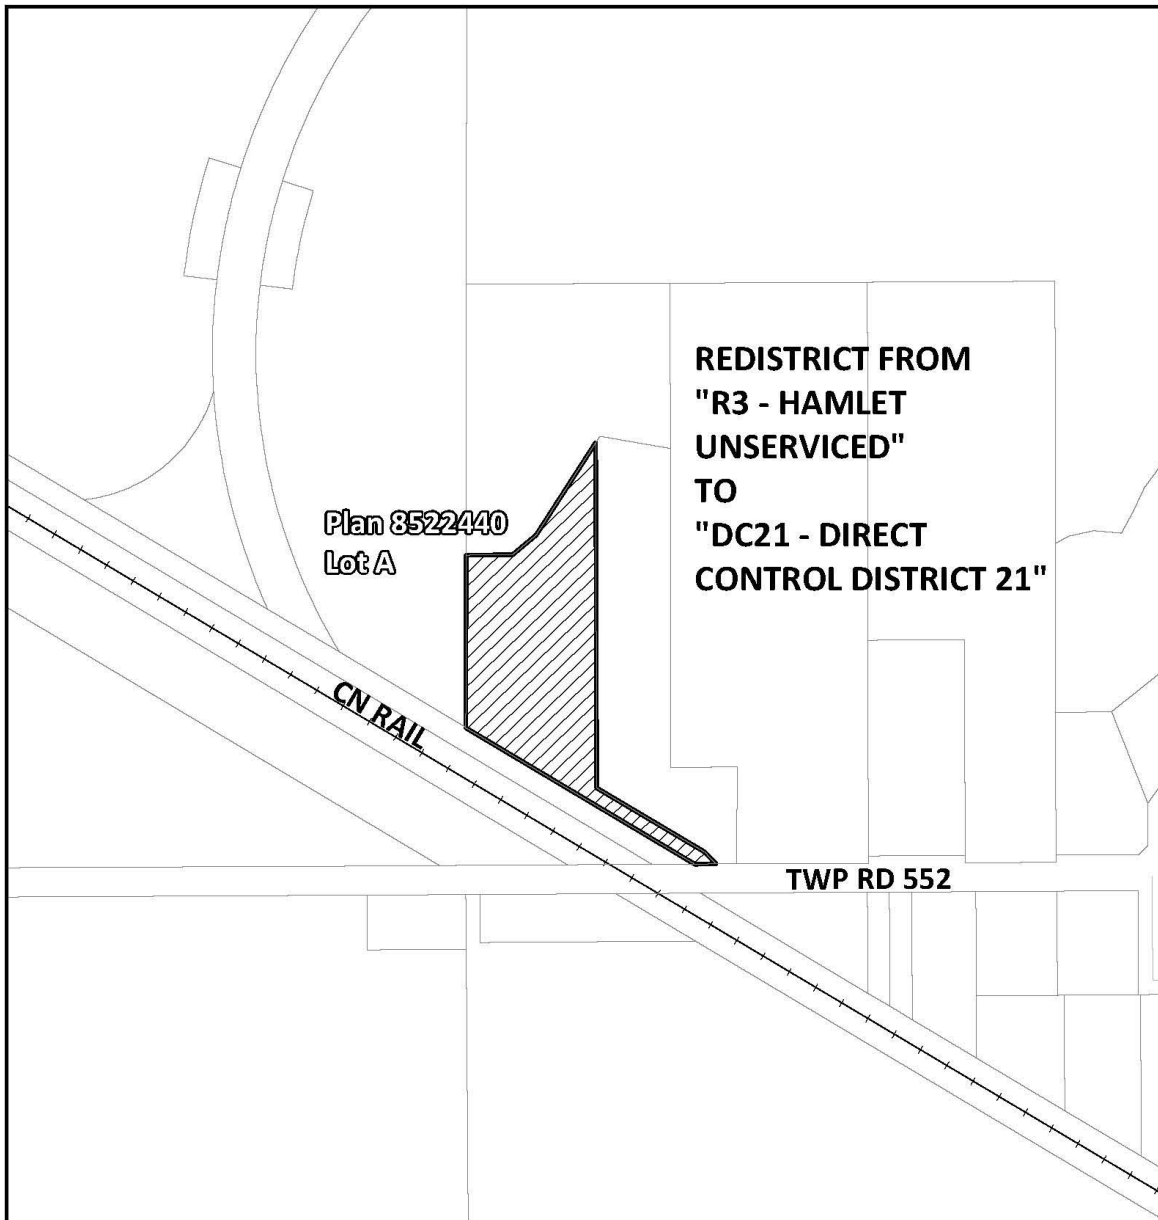 REDISTRICT FROM
"R3 - HAMLET
UNSERVICED"
TO
"DC21 - DIRECT
CONTROL DISTRICT 21"
Plan 8522440
Lot A
CN RAIL
TWP RD 552